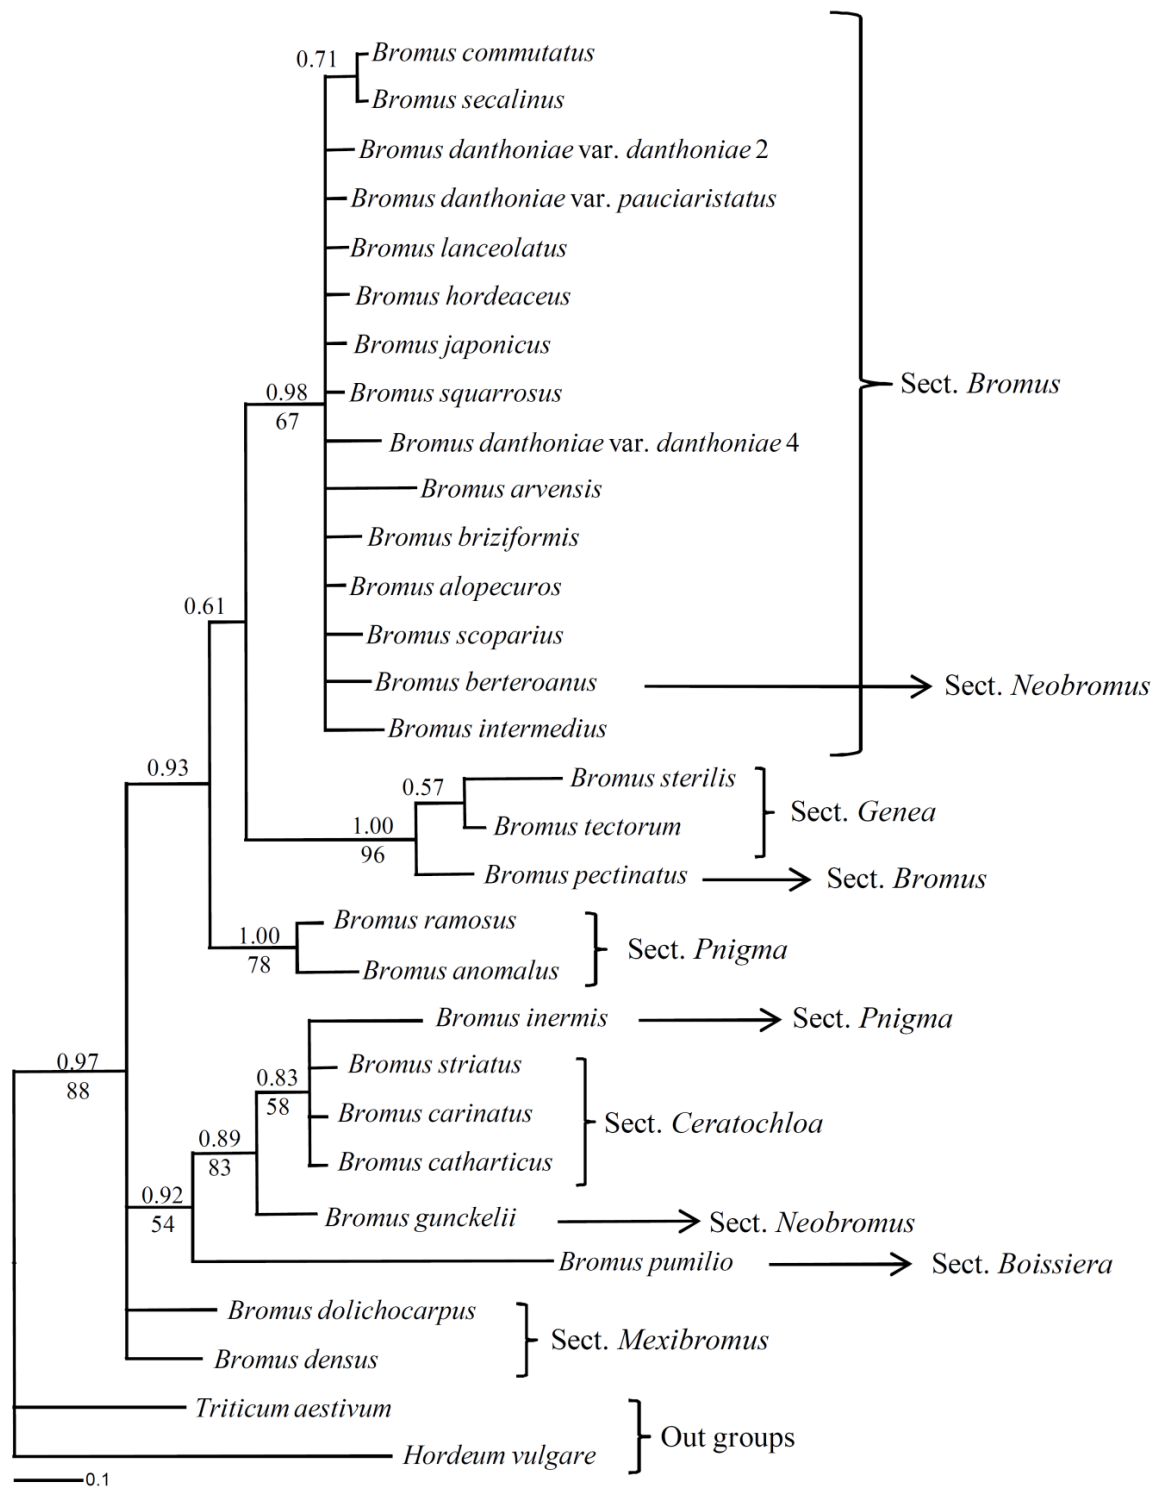 0.71
Bromus commutatus
Bromus secalinus
Bromus danthoniae var. danthoniae 2
Bromus danthoniae var. pauciaristatus
Bromus lanceolatus
Bromus hordeaceus
Bromus japonicus
0.98
67
Bromus squarrosus
Sect. Bromus
Bromus danthoniae var. danthoniae 4
Bromus arvensis
Bromus briziformis
Bromus alopecuros
0.61
Bromus scoparius
Bromus berteroanus
Sect. Neobromus
Bromus intermedius
0.93
0.57
Bromus sterilis
Bromus tectorum
Sect. Genea
1.00
96
Bromus pectinatus
Sect. Bromus
Bromus ramosus
1.00
78
Bromus anomalus
Sect. Pnigma
Bromus inermis
Sect. Pnigma
0.97
88
0.83
58
Bromus striatus
Bromus carinatus
Bromus catharticus
Sect. Ceratochloa
0.89
83
0.92
54
Bromus gunckelii
Sect. Neobromus
Bromus pumilio
Sect. Boissiera
Bromus dolichocarpus
Bromus densus
Sect. Mexibromus
Triticum aestivum
Hordeum vulgare
Out groups
0.1